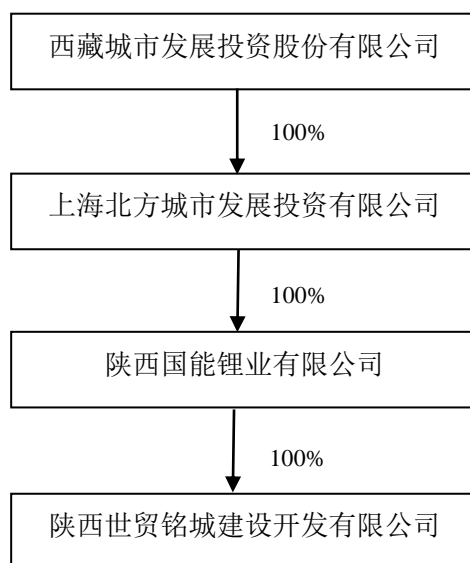 西藏城市发展投资股份有限公司
100%
上海北方城市发展投资有限公司
100%
陕西国能锂业有限公司
100%
陕西世贸铭城建设开发有限公司